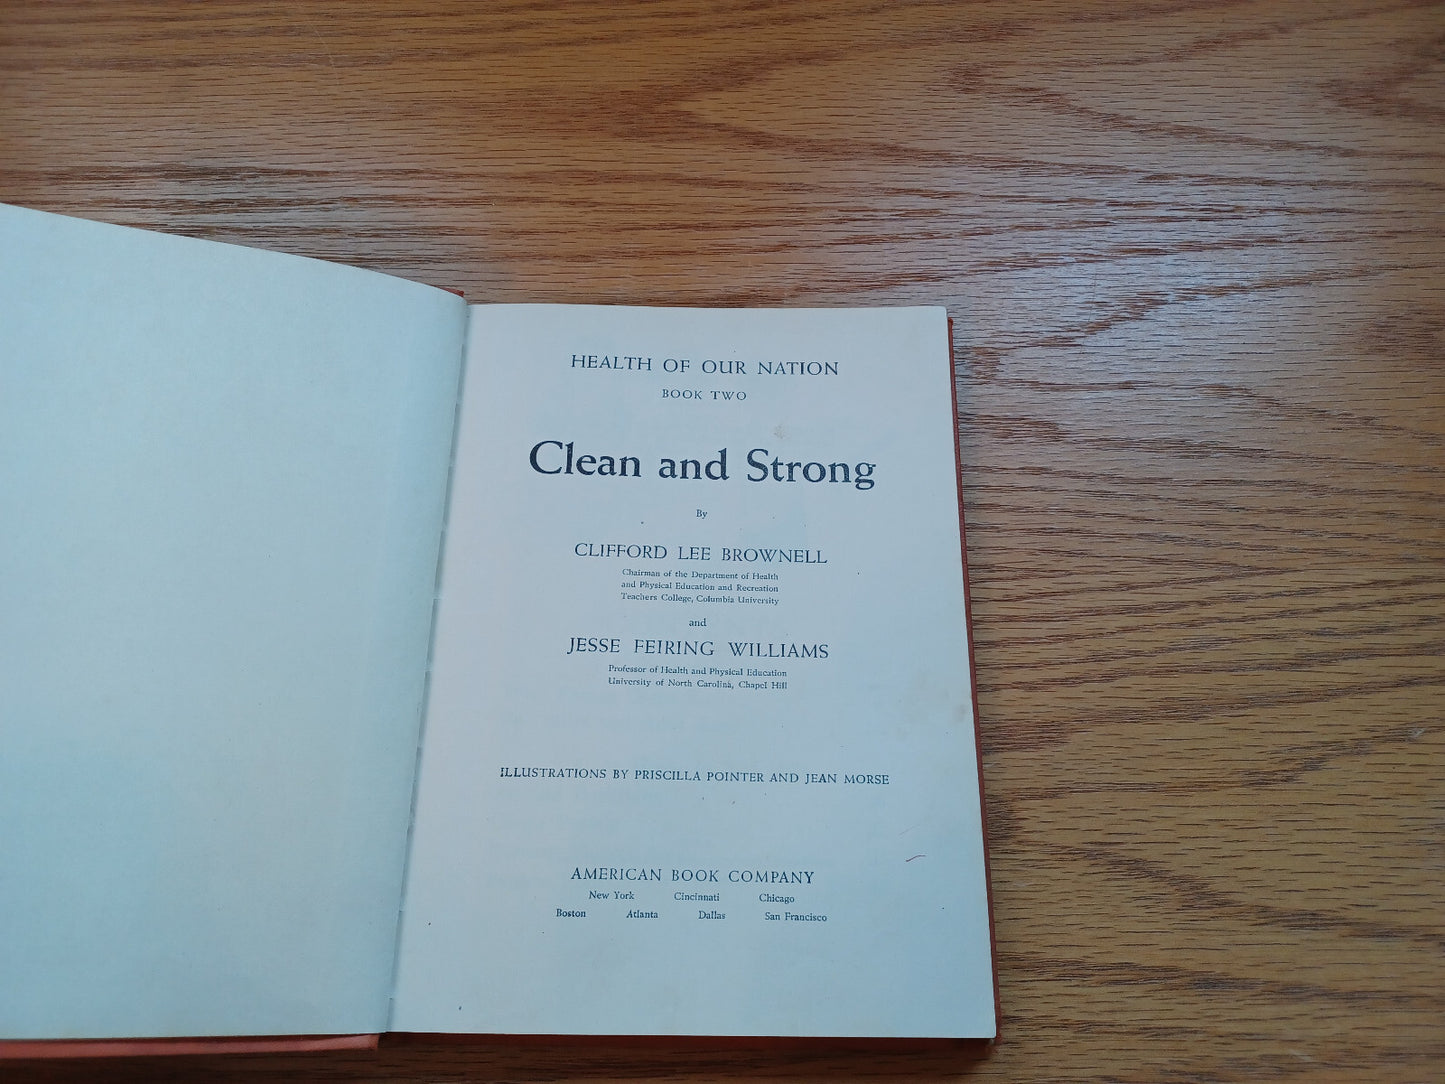 HEALTH OF OUR NATION
BOOK TWO
Clean and Strong
By
CLIFFORD LEE BROWNELL
Chairman of the Department of Health
and Physical Education and Recreation
Teachers College, Columbia University
and
JESSE FEIRING WILLIAMS
Professor of Health and Physical Education
University of North Carolina, Chapel Hill
ILLUSTRATIONS BY PRISCILLA POINTER AND JEAN MORSE
AMERICAN BOOK COMPANY
New York Cincinnati Chicago
Boston Atlanta Dallas San Francisco